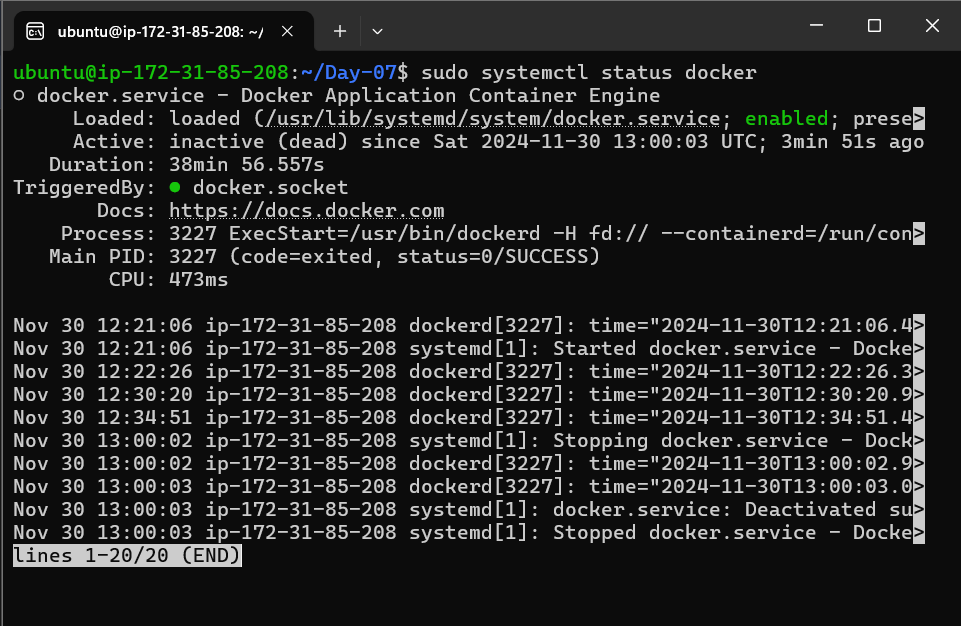 ubuntu@ip-172-31-85-208: ~/
ubuntu@ip-172-31-85-208:~/Day-07$ sudo systemctl status docker
○ docker.service - Docker Application Container Engine
     Loaded: loaded (/usr/lib/systemd/system/docker.service; enabled; prese>
     Active: inactive (dead) since Sat 2024-11-30 13:00:03 UTC; 3min 51s ago
   Duration: 38min 56.557s
TriggeredBy: ● docker.socket
       Docs: https://docs.docker.com
    Process: 3227 ExecStart=/usr/bin/dockerd -H fd:// --containerd=/run/con>
   Main PID: 3227 (code=exited, status=0/SUCCESS)
        CPU: 473ms

Nov 30 12:21:06 ip-172-31-85-208 dockerd[3227]: time="2024-11-30T12:21:06.4>
Nov 30 12:21:06 ip-172-31-85-208 systemd[1]: Started docker.service - Docke>
Nov 30 12:22:26 ip-172-31-85-208 dockerd[3227]: time="2024-11-30T12:22:26.3>
Nov 30 12:30:20 ip-172-31-85-208 dockerd[3227]: time="2024-11-30T12:30:20.9>
Nov 30 12:34:51 ip-172-31-85-208 dockerd[3227]: time="2024-11-30T12:34:51.4>
Nov 30 13:00:02 ip-172-31-85-208 systemd[1]: Stopping docker.service - Dock>
Nov 30 13:00:02 ip-172-31-85-208 dockerd[3227]: time="2024-11-30T13:00:02.9>
Nov 30 13:00:03 ip-172-31-85-208 dockerd[3227]: time="2024-11-30T13:00:03.0>
Nov 30 13:00:03 ip-172-31-85-208 systemd[1]: docker.service: Deactivated su>
Nov 30 13:00:03 ip-172-31-85-208 systemd[1]: Stopped docker.service - Docke>
lines 1-20/20 (END)